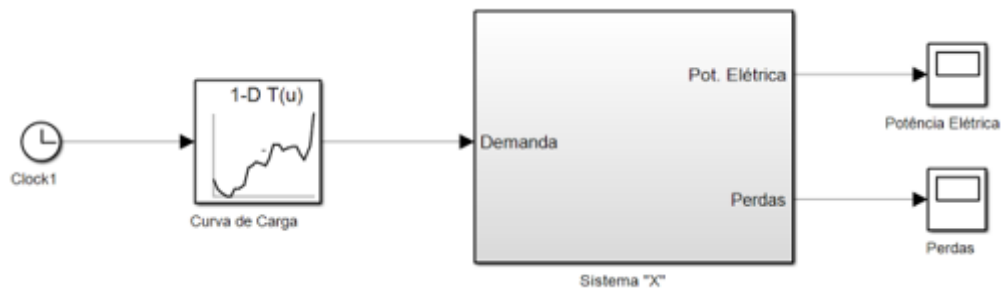 1-D T(u)
Clock1
Curva de Carga
Demanda
Pot. Elétrica
Perdas
Sistema "X"
Potência Elétrica
Perdas